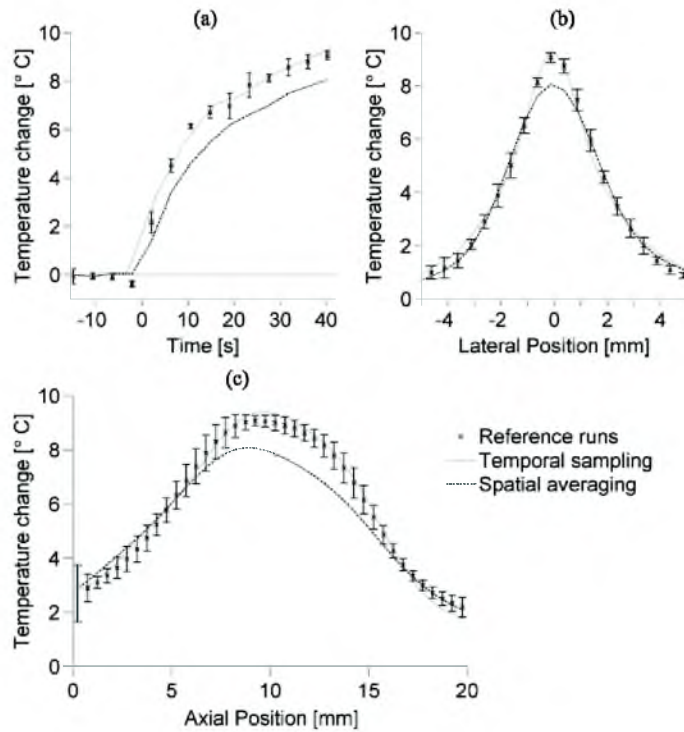 (a)
Temperature change [° C]
10
8
6
4
2
0
-10 0 10 20 30 40
Time [s]
(b)
Temperature change [° C]
10
8
6
4
2
0
-4 -2 0 2 4
Lateral Position [mm]
(c)
Temperature change [° C]
10
8
6
4
2
0
0 5 10 15 20
Axial Position [mm]
Reference runs
Temporal sampling
Spatial averaging